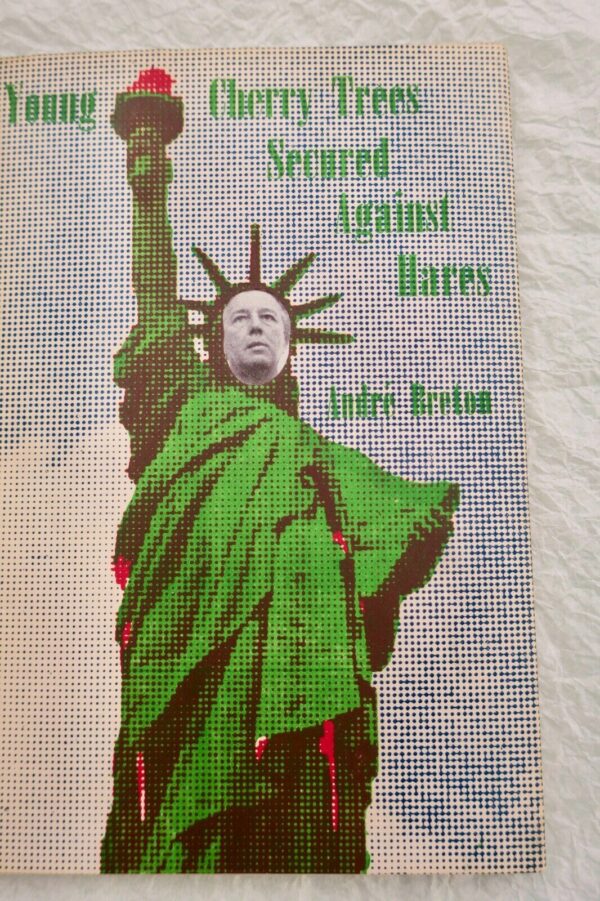 Young Cherry Trees
Secured
Against
Hares
André Breton